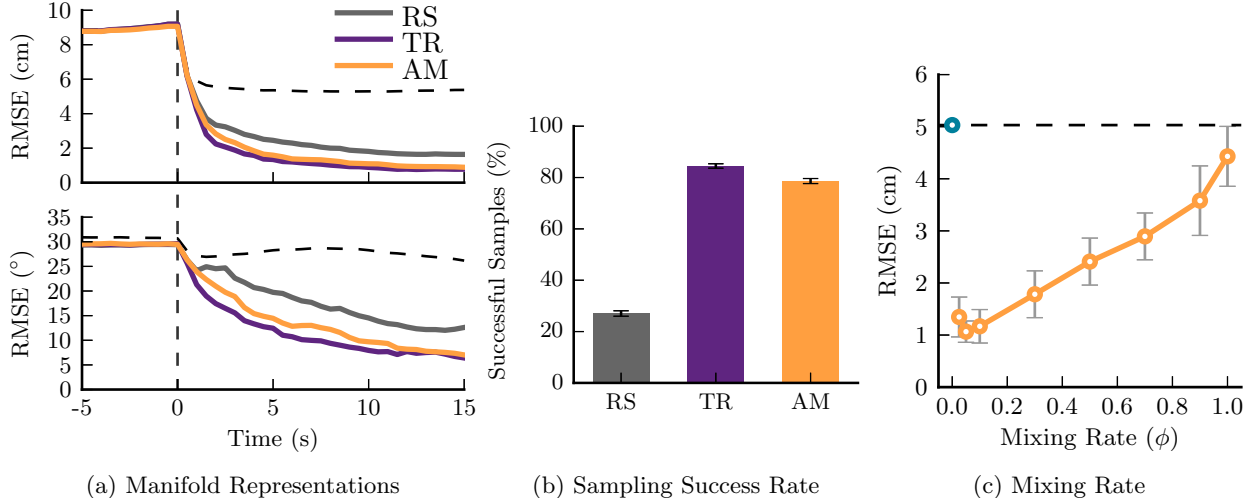 RMSE (cm)
10
8
6
4
2
0
RS
TR
AM
RMSE (°)
35
30
25
20
15
10
5
0
-5 0 5 10 15
Time (s)
(a) Manifold Representations
Successful Samples (%)
100
80
60
40
20
0
RS TR AM
(b) Sampling Success Rate
RMSE (cm)
6
5
4
3
2
1
0
0.0 0.2 0.4 0.6 0.8 1.0
Mixing Rate (ϕ)
(c) Mixing Rate